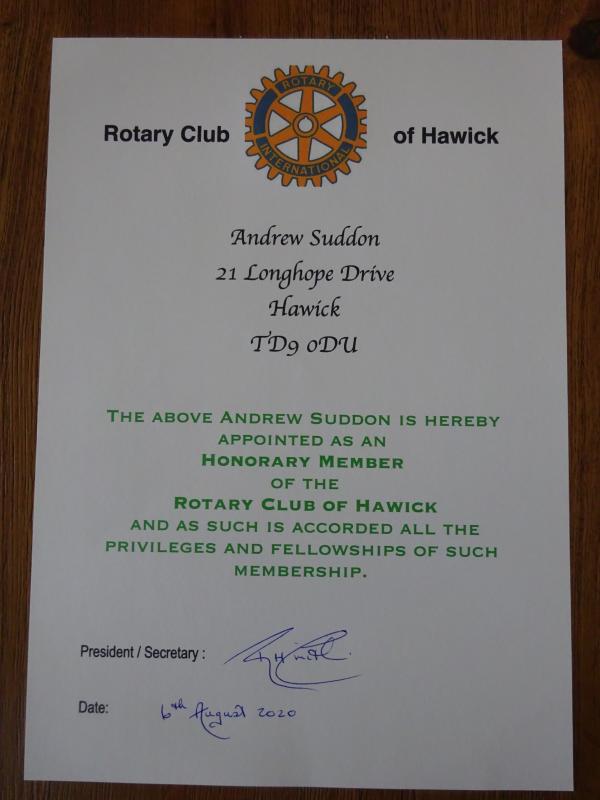 ROTARY
INTERNATIONAL
Rotary Club of Hawick
Andrew Suddon
21 Longhope Drive
Hawick
TD9 0DU
THE ABOVE ANDREW SUDDON IS HEREBY
APPOINTED AS AN
HONORARY MEMBER
OF THE
ROTARY CLUB OF HAWICK
AND AS SUCH IS ACCORDED ALL THE
PRIVILEGES AND FELLOWSHIPS OF SUCH
MEMBERSHIP.
President / Secretary :
Date: 6th August 2020